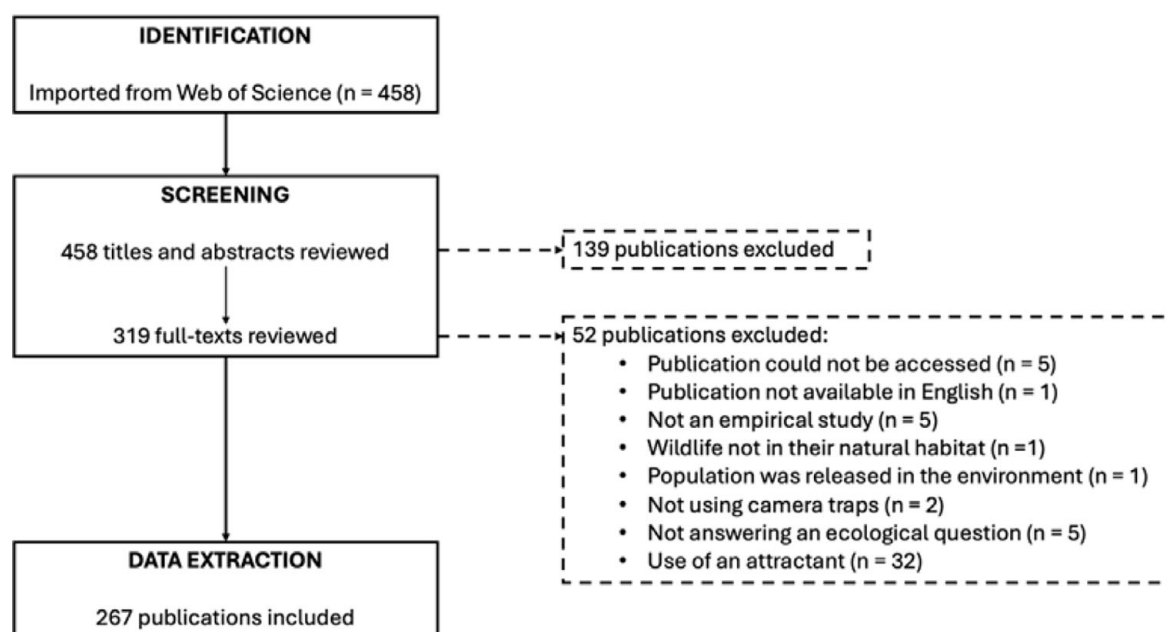 IDENTIFICATION
Imported from Web of Science (n = 458)
SCREENING
458 titles and abstracts reviewed
139 publications excluded
319 full-texts reviewed
52 publications excluded:
• Publication could not be accessed (n = 5)
• Publication not available in English (n = 1)
• Not an empirical study (n = 5)
• Wildlife not in their natural habitat (n =1)
• Population was released in the environment (n = 1)
• Not using camera traps (n = 2)
• Not answering an ecological question (n = 5)
• Use of an attractant (n = 32)
DATA EXTRACTION
267 publications included